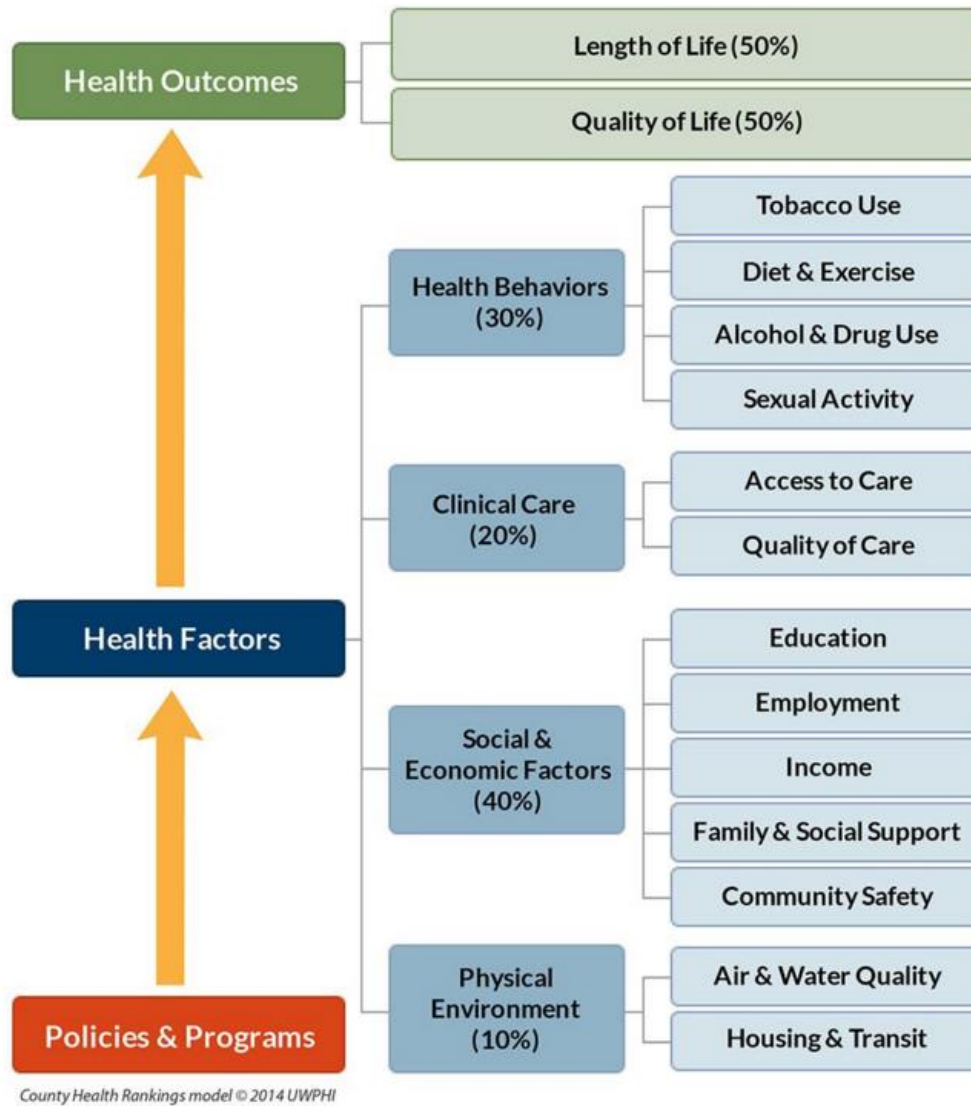 Health Outcomes
Length of Life (50%)
Quality of Life (50%)
Health Factors
Health Behaviors
(30%)
Tobacco Use
Diet & Exercise
Alcohol & Drug Use
Sexual Activity
Clinical Care
(20%)
Access to Care
Quality of Care
Social &
Economic Factors
(40%)
Education
Employment
Income
Family & Social Support
Community Safety
Physical
Environment
(10%)
Air & Water Quality
Housing & Transit
Policies & Programs
County Health Rankings model © 2014 UWPHI